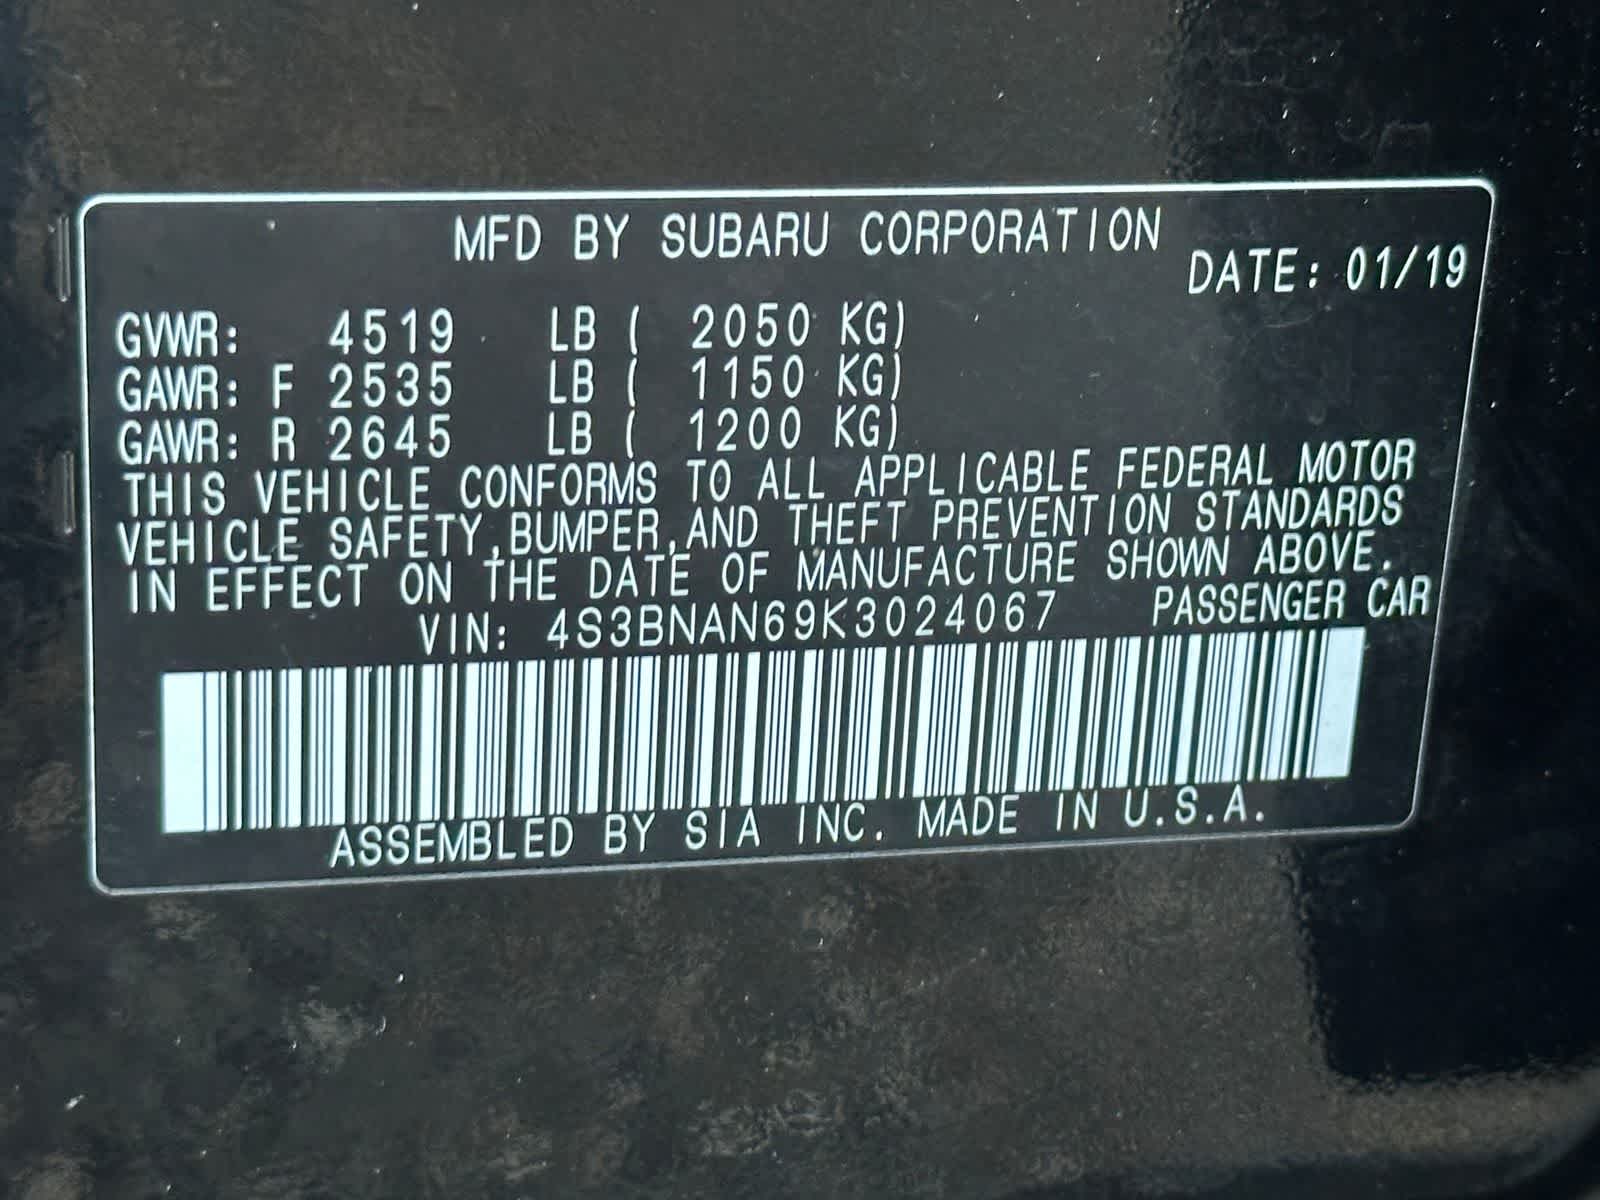 MFD BY SUBARU CORPORATION
DATE: 01/19
GVWR: 4519 LB ( 2050 KG)
GAWR: F 2535 LB ( 1150 KG)
GAWR: R 2645 LB ( 1200 KG)
THIS VEHICLE CONFORMS TO ALL APPLICABLE FEDERAL MOTOR
VEHICLE SAFETY,BUMPER,AND THEFT PREVENTION STANDARDS
IN EFFECT ON THE DATE OF MANUFACTURE SHOWN ABOVE.
VIN: 4S3BNAN69K3024067 PASSENGER CAR
ASSEMBLED BY SIA INC. MADE IN U.S.A.